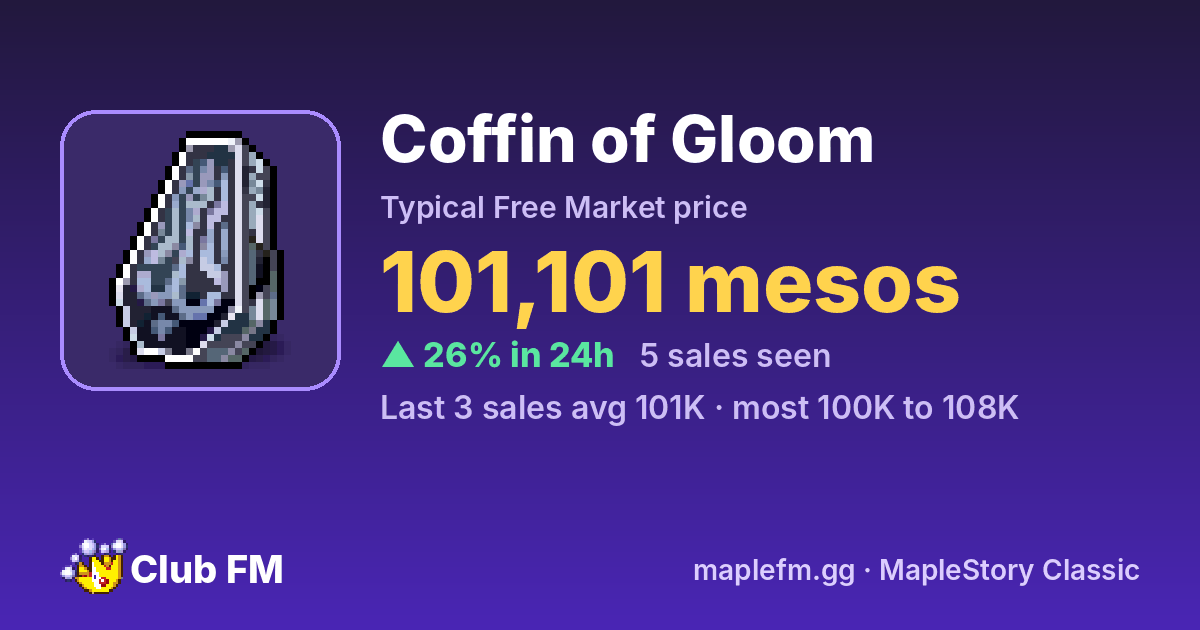 Coffin of Gloom
Typical Free Market price
101,101 mesos
▲ 26% in 24h 5 sales seen
Last 3 sales avg 101K · most 100K to 108K
Club FM
maplefm.gg · MapleStory Classic